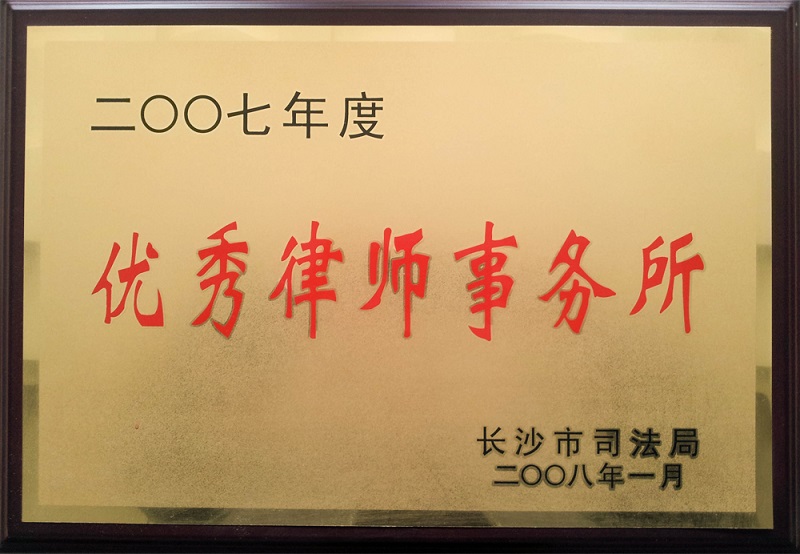 二〇〇七年度
优秀律师事务所
长沙市司法局
二〇〇八年一月